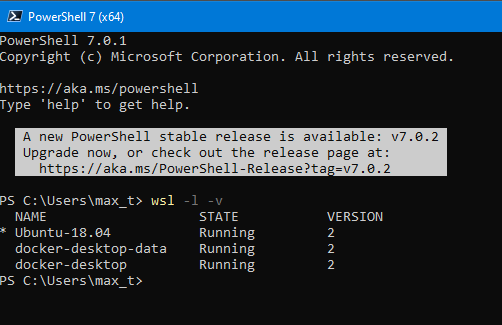 PowerShell 7 (x64)
PowerShell 7.0.1
Copyright (c) Microsoft Corporation. All rights reserved.
https://aka.ms/powershell
Type 'help' to get help.
A new PowerShell stable release is available: v7.0.2
Upgrade now, or check out the release page at:
https://aka.ms/PowerShell-Release?tag=v7.0.2
PS C:\Users\max_t> wsl -l -v
NAME STATE VERSION
* Ubuntu-18.04 Running 2
docker-desktop-data Running 2
docker-desktop Running 2
PS C:\Users\max_t>